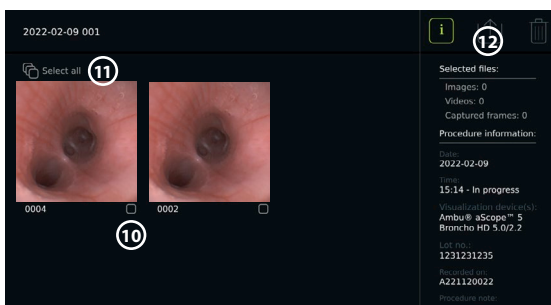 2022-02-09 001
i
12
Select all
11
0004
0002
10
Selected files:
Images: 0
Videos: 0
Captured frames: 0
Procedure information:
Date:
2022-02-09
Time:
15:14 - In progress
Visualization device(s):
Ambu® aScope™ 5
Broncho HD 5.0/2.2
Lot no.:
1231231235
Recorded on:
A221120022
Procedure note: